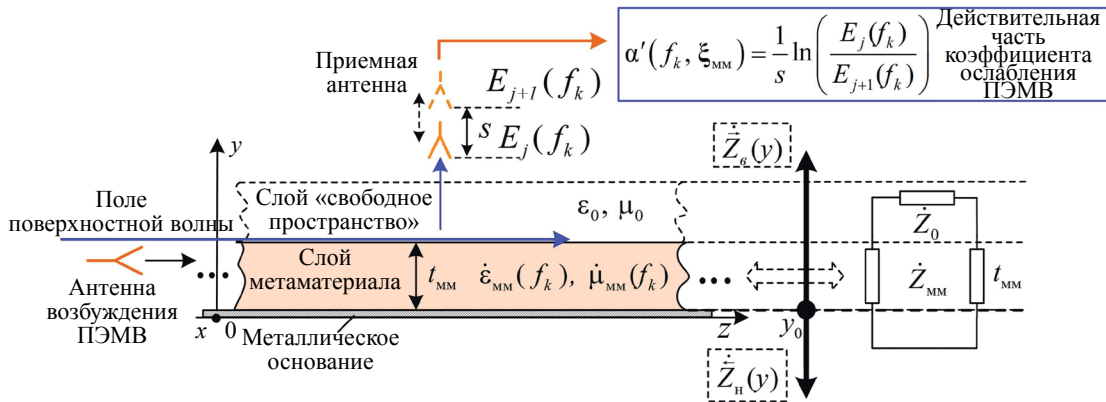 Приемная
антенна
E_{j+1}(f_k)
s E_j(f_k)
α′(f_k, ξ_мм) = 1/s ln(E_j(f_k)/E_{j+1}(f_k))
Действительная
часть
коэффициента
ослабления
ПЭМВ
y
Ż_в(y)
Поле
поверхностной волны
Слой «свободное
пространство»
ε_0, μ_0
Ż_0
Слой
метаматериала
t_мм
ε̇_мм(f_k), μ̇_мм(f_k)
...
...
Ż_мм
t_мм
Антенна
возбуждения
ПЭМВ
x
0
Металлическое
основание
z
y_0
Ż_н(y)